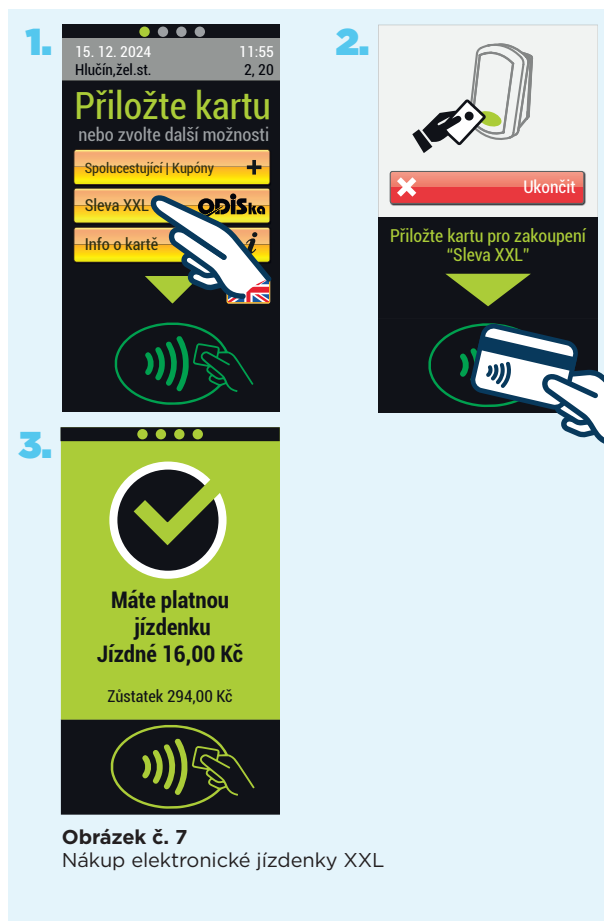 1.
15. 12. 2024 11:55
Hlučín,žel.st. 2, 20
Přiložte kartu
nebo zvolte další možnosti
Spolucestující | Kupóny +
Sleva XXL ODISka
Info o kartě i
2.
Ukončit
Přiložte kartu pro zakoupení
“Sleva XXL”
3.
Máte platnou
jízdenku
Jízdné 16,00 Kč
Zůstatek 294,00 Kč
Obrázek č. 7
Nákup elektronické jízdenky XXL